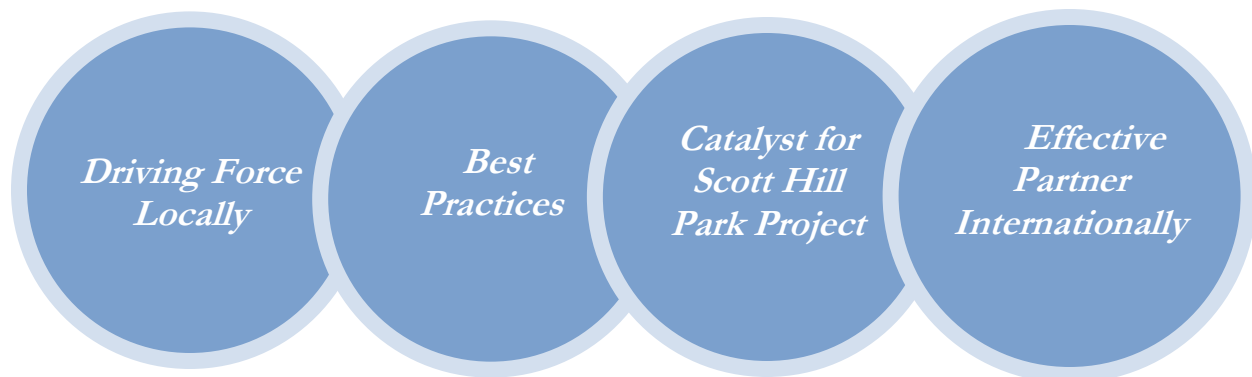 Driving Force
Locally
Best
Practices
Catalyst for
Scott Hill
Park Project
Effective
Partner
Internationally